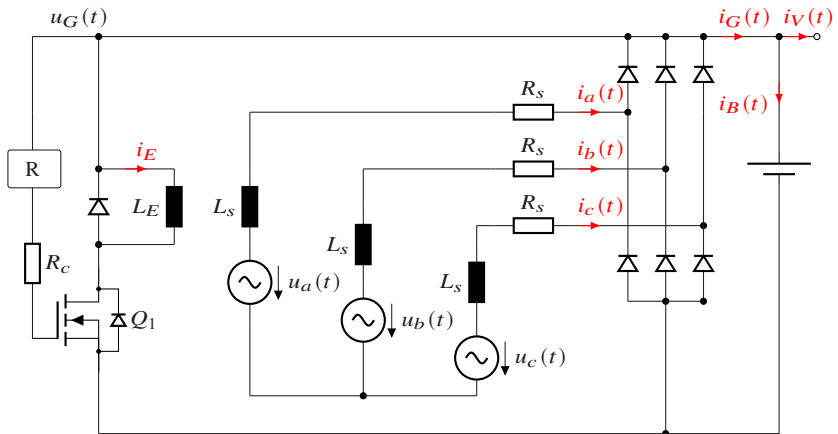 u_G(t)
i_G(t)
i_V(t)
R_s
i_a(t)
i_B(t)
R_s
i_b(t)
i_E
R
R_s
i_c(t)
L_E
L_s
L_s
R_c
L_s
u_a(t)
Q_1
u_b(t)
u_c(t)